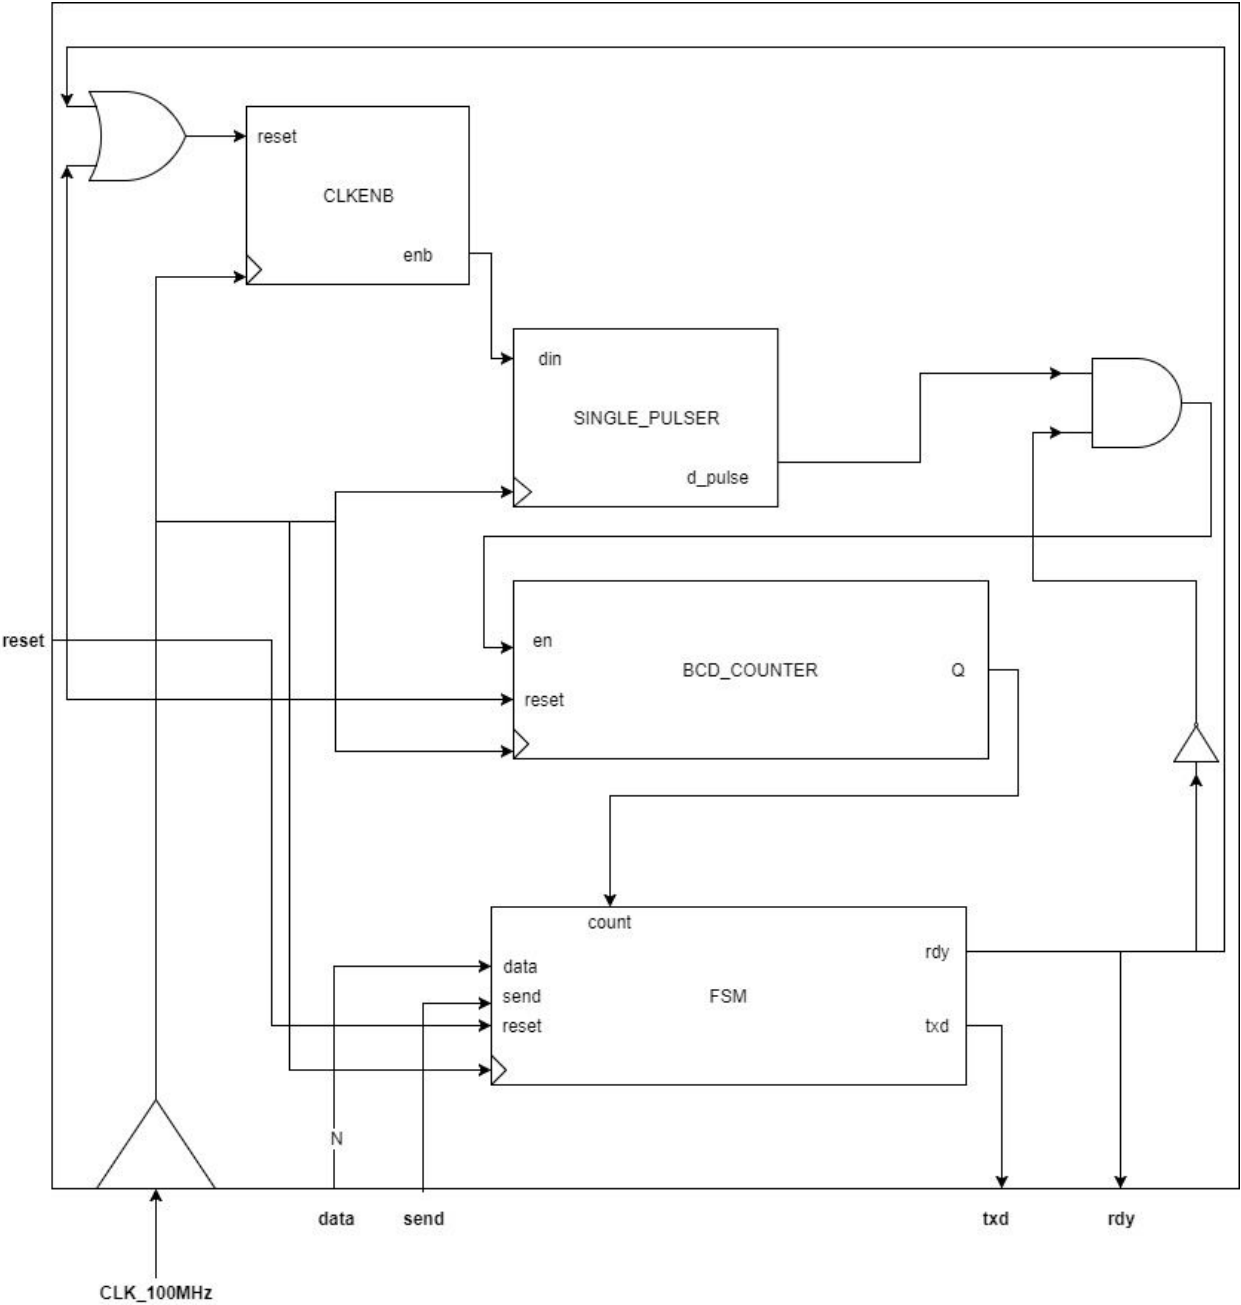 reset
CLKENB
enb
din
SINGLE_PULSER
d_pulse
reset
en
BCD_COUNTER
Q
reset
count
rdy
data
send
FSM
reset
txd
N
data
send
txd
rdy
CLK_100MHz